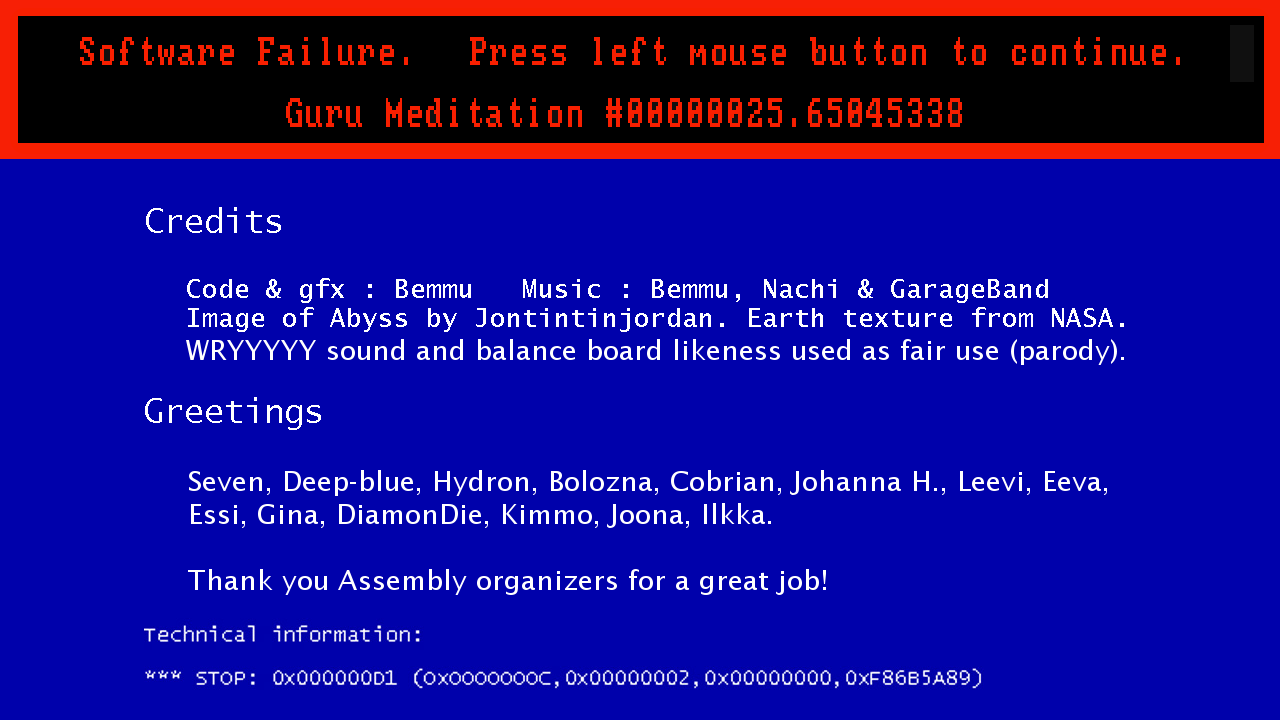 Software Failure.  Press left mouse button to continue.
Guru Meditation #00000025.65045338
Credits
Code & gfx : Bemmu   Music : Bemmu, Nachi & GarageBand
Image of Abyss by Jontintinjordan. Earth texture from NASA.
WRYYYYY sound and balance board likeness used as fair use (parody).
Greetings
Seven, Deep-blue, Hydron, Bolozna, Cobrian, Johanna H., Leevi, Eeva,
Essi, Gina, DiamonDie, Kimmo, Joona, Ilkka.
Thank you Assembly organizers for a great job!
Technical information:
*** STOP: 0x000000D1 (0x0000000C,0x00000002,0x00000000,0xF86B5A89)